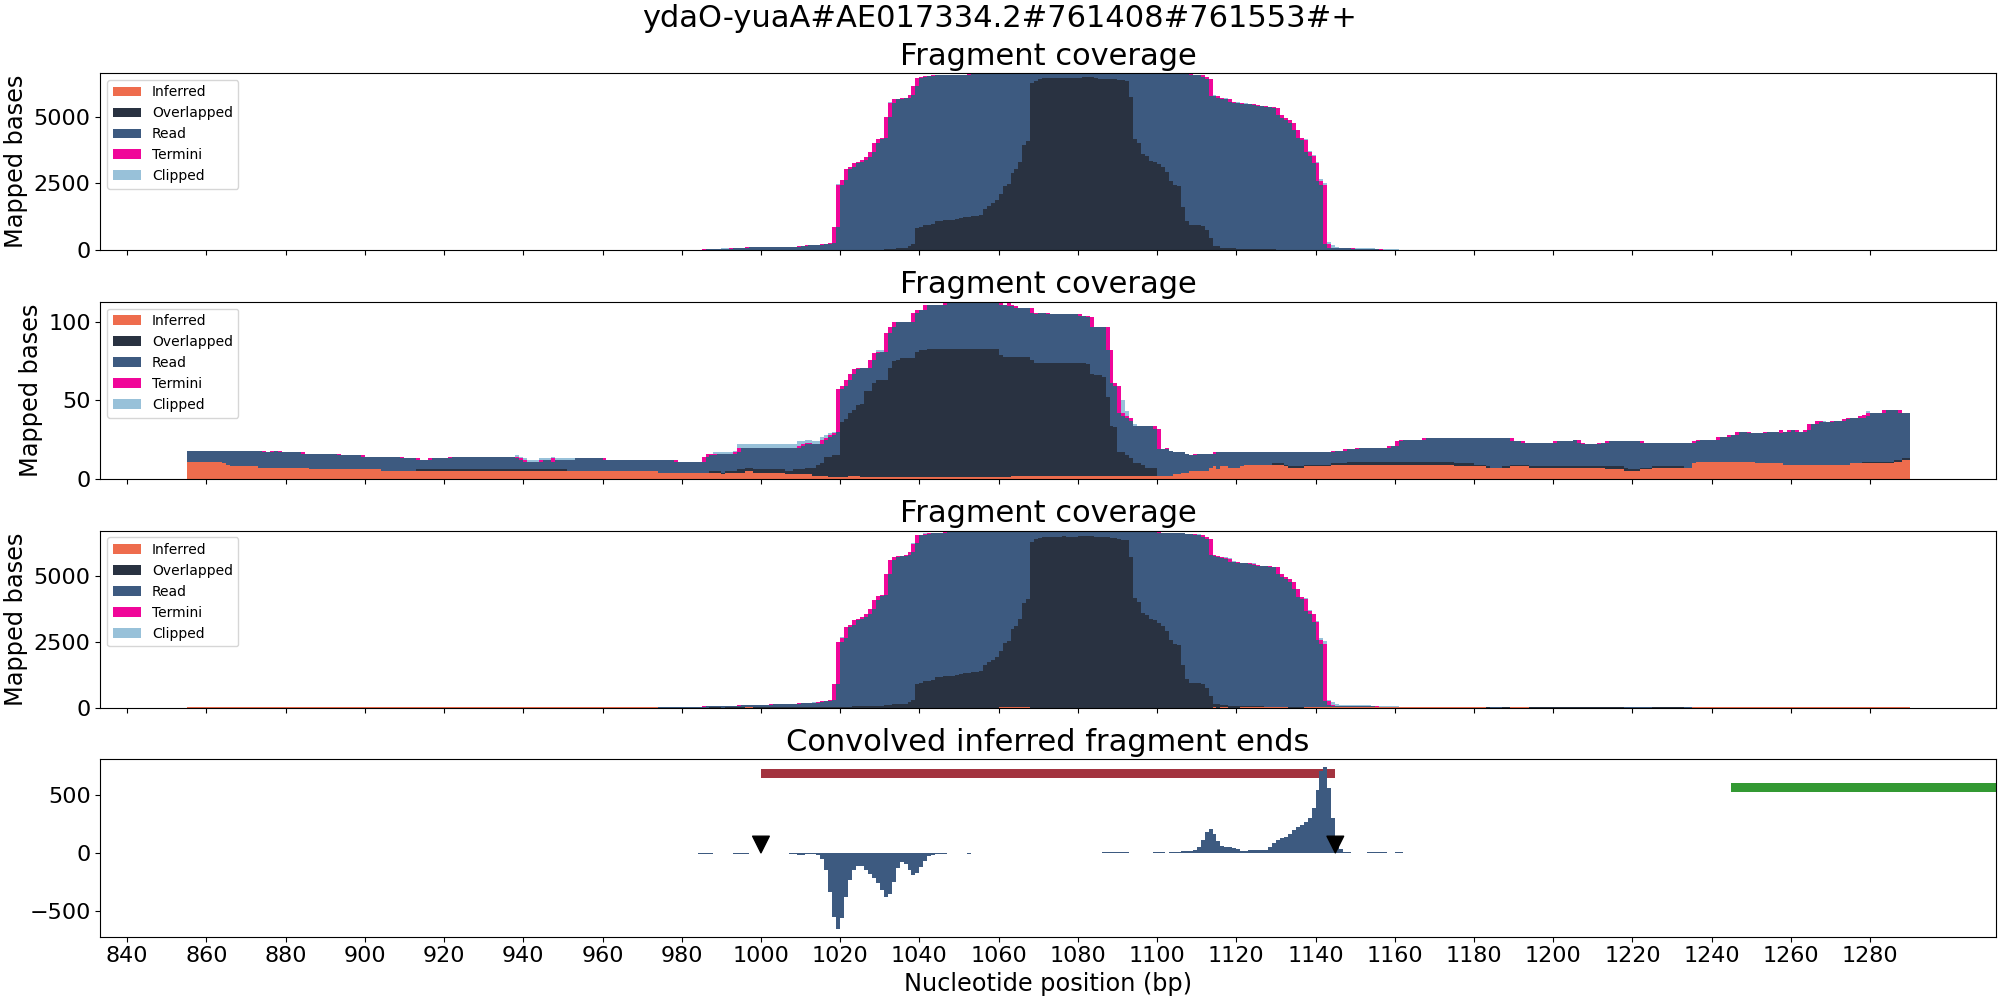 ydaO-yuaA#AE017334.2#761408#761553#+
Fragment coverage
Mapped bases
5000
2500
0
Inferred
Overlapped
Read
Termini
Clipped
Fragment coverage
Mapped bases
100
50
0
Inferred
Overlapped
Read
Termini
Clipped
Fragment coverage
Mapped bases
5000
2500
0
Inferred
Overlapped
Read
Termini
Clipped
Convolved inferred fragment ends
500
0
−500
840 860 880 900 920 940 960 980 1000 1020 1040 1060 1080 1100 1120 1140 1160 1180 1200 1220 1240 1260 1280
Nucleotide position (bp)